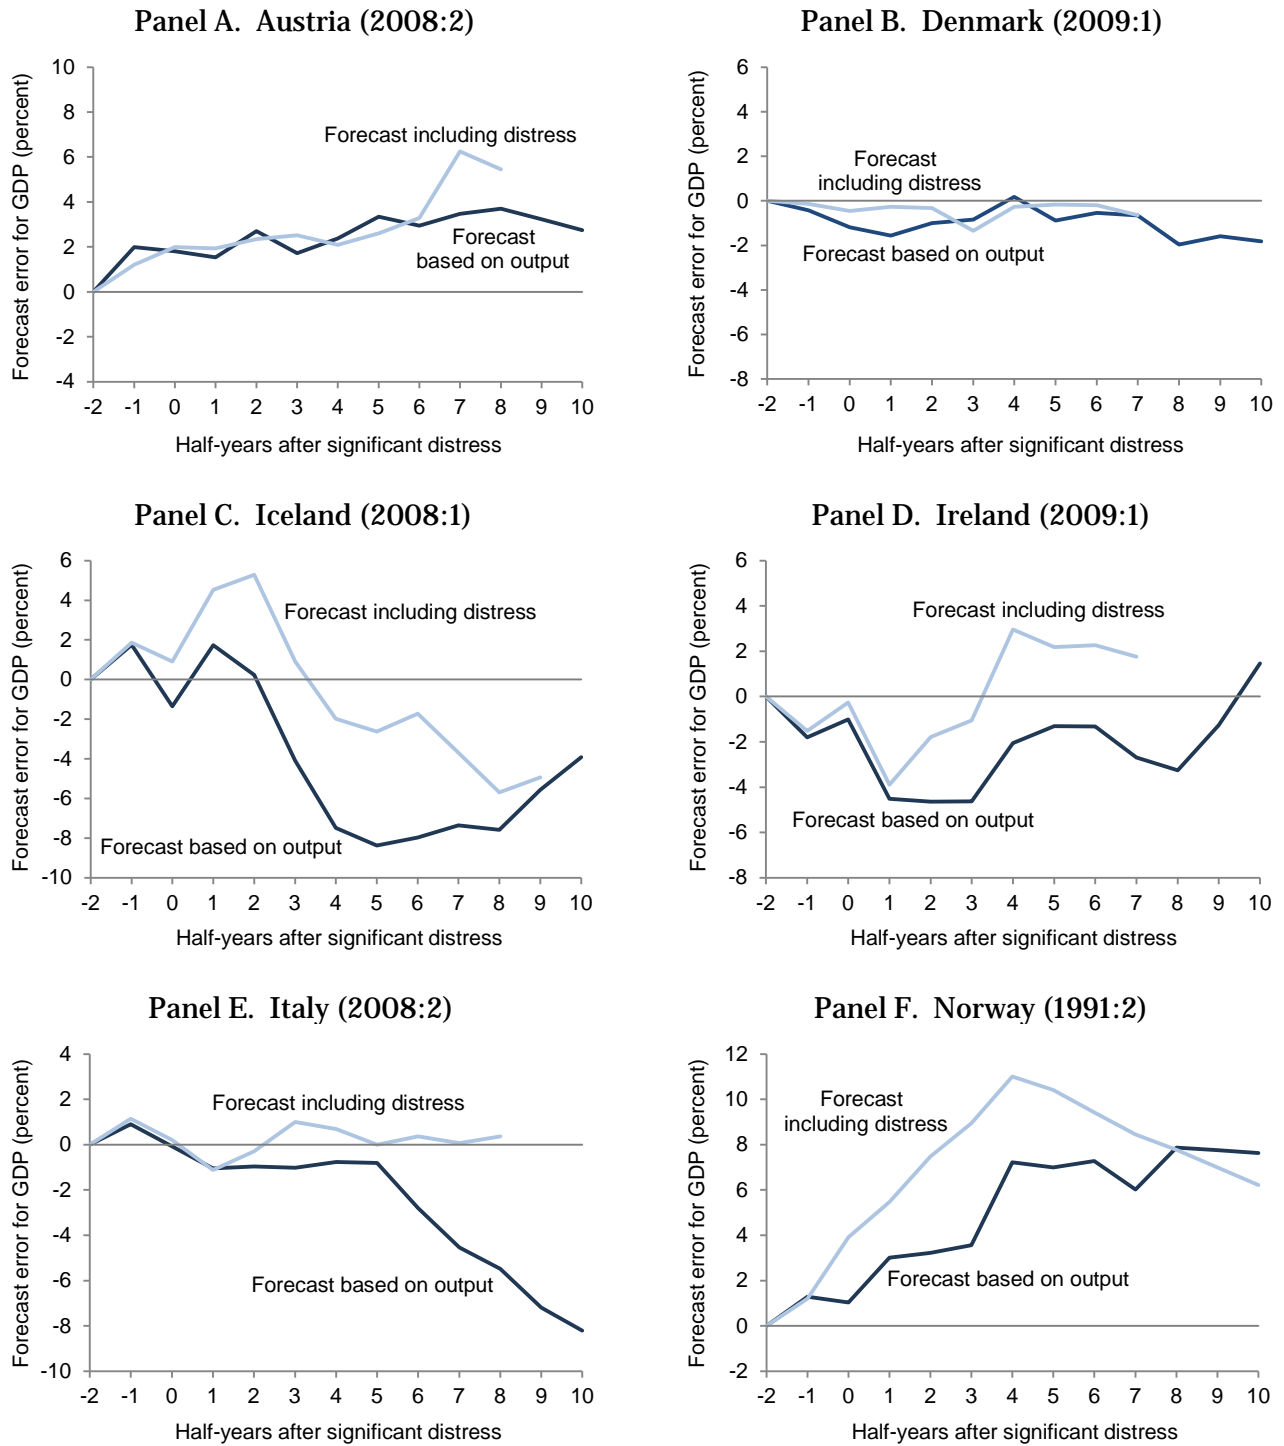 Panel A. Austria (2008:2)
Forecast error for GDP (percent)
10
8
6
4
2
0
-2
-4
Forecast including distress
Forecast
based on output
-2 -1 0 1 2 3 4 5 6 7 8 9 10
Half-years after significant distress
Panel B. Denmark (2009:1)
Forecast error for GDP (percent)
6
4
2
0
-2
-4
-6
-8
Forecast
including distress
Forecast based on output
-2 -1 0 1 2 3 4 5 6 7 8 9 10
Half-years after significant distress
Panel C. Iceland (2008:1)
Forecast error for GDP (percent)
6
4
2
0
-2
-4
-6
-8
-10
Forecast including distress
Forecast based on output
-2 -1 0 1 2 3 4 5 6 7 8 9 10
Half-years after significant distress
Panel D. Ireland (2009:1)
Forecast error for GDP (percent)
6
4
2
0
-2
-4
-6
-8
Forecast including distress
Forecast based on output
-2 -1 0 1 2 3 4 5 6 7 8 9 10
Half-years after significant distress
Panel E. Italy (2008:2)
Forecast error for GDP (percent)
4
2
0
-2
-4
-6
-8
-10
Forecast including distress
Forecast based on output
-2 -1 0 1 2 3 4 5 6 7 8 9 10
Half-years after significant distress
Panel F. Norway (1991:2)
Forecast error for GDP (percent)
12
10
8
6
4
2
0
-2
Forecast
including distress
Forecast based on output
-2 -1 0 1 2 3 4 5 6 7 8 9 10
Half-years after significant distress